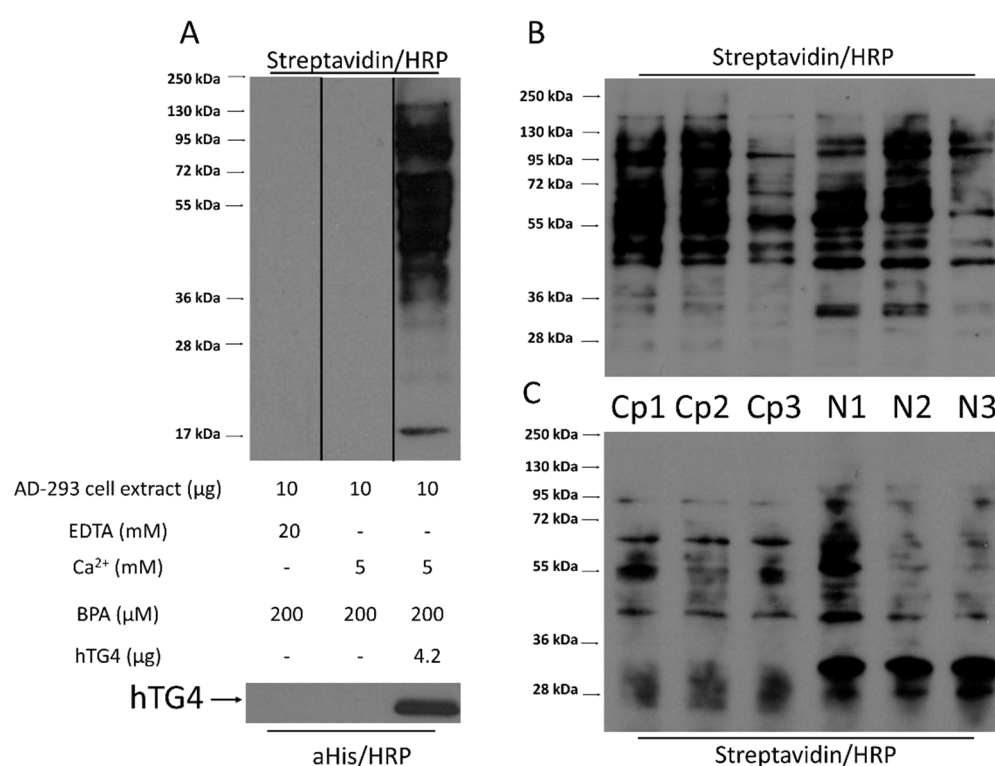 A
Streptavidin/HRP
250 kDa
130 kDa
95 kDa
72 kDa
55 kDa
36 kDa
28 kDa
17 kDa
AD-293 cell extract (µg) 10 10 10
EDTA (mM) 20 - -
Ca²⁺ (mM) - 5 5
BPA (µM) 200 200 200
hTG4 (µg) - - 4.2
hTG4
aHis/HRP
B
Streptavidin/HRP
250 kDa
130 kDa
95 kDa
72 kDa
55 kDa
36 kDa
28 kDa
C
Cp1 Cp2 Cp3 N1 N2 N3
250 kDa
130 kDa
95 kDa
72 kDa
55 kDa
36 kDa
28 kDa
Streptavidin/HRP